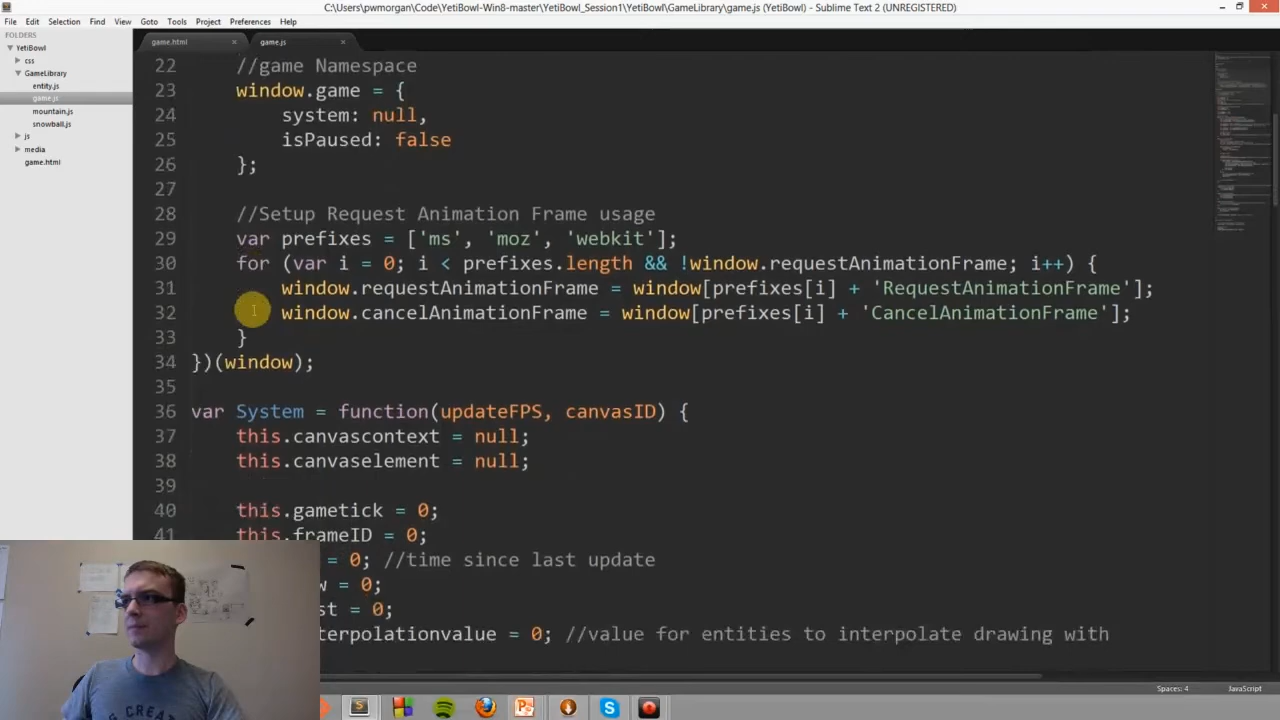 C:\Users\pwmorgan\Code\YetiBowl-Win8-master\YetiBowl_Session1\YetiBowl\GameLibrary\game.js (YetiBowl) - Sublime Text 2 (UNREGISTERED)
File Edit Selection Find View Goto Tools Project Preferences Help
FOLDERS
YetiBowl
css
GameLibrary
entity.js
game.js
mountain.js
snowball.js
js
media
game.html
game.html
game.js
22 //game Namespace
23 window.game = {
24 system: null,
25 isPaused: false
26 };
27
28 //Setup Request Animation Frame usage
29 var prefixes = ['ms', 'moz', 'webkit'];
30 for (var i = 0; i < prefixes.length && !window.requestAnimationFrame; i++) {
31 window.requestAnimationFrame = window[prefixes[i] + 'RequestAnimationFrame'];
32 window.cancelAnimationFrame = window[prefixes[i] + 'CancelAnimationFrame'];
33 }
34 })(window);
35
36 var System = function(updateFPS, canvasID) {
37 this.canvascontext = null;
38 this.canvaselement = null;
39
40 this.gametick = 0;
41 this.frameID = 0;
= 0; //time since last update
w = 0;
st = 0;
terpolationvalue = 0; //value for entities to interpolate drawing with
Spaces: 4 JavaScript